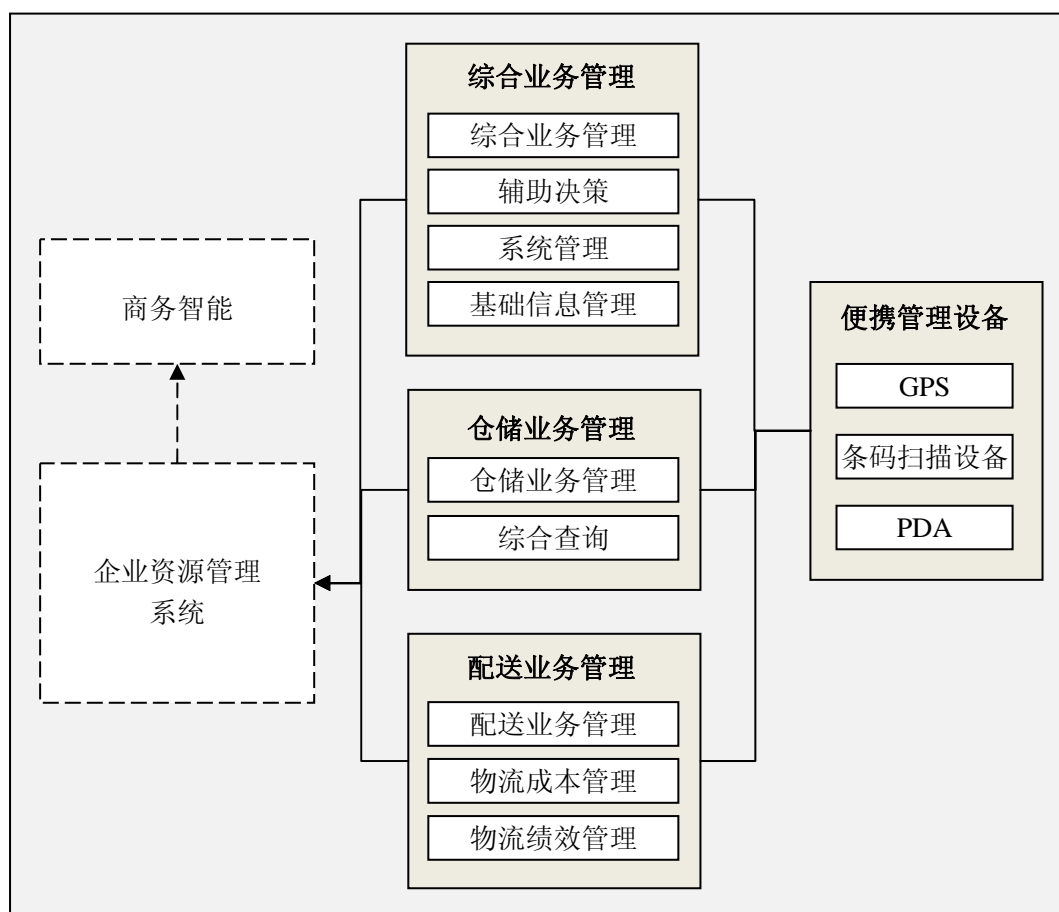 综合业务管理
综合业务管理
辅助决策
系统管理
基础信息管理
商务智能
企业资源管理
系统
仓储业务管理
仓储业务管理
综合查询
配送业务管理
配送业务管理
物流成本管理
物流绩效管理
便携管理设备
GPS
条码扫描设备
PDA